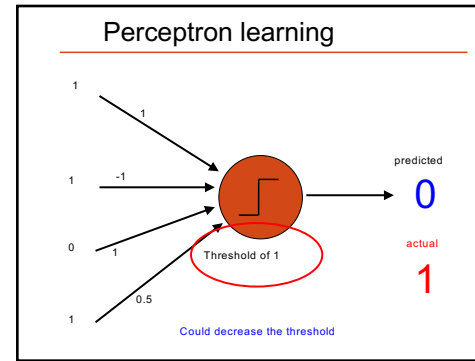 Perceptron learning
1
1
1
-1
predicted
0
0
1
Threshold of 1
actual
1
1
0.5
Could decrease the threshold